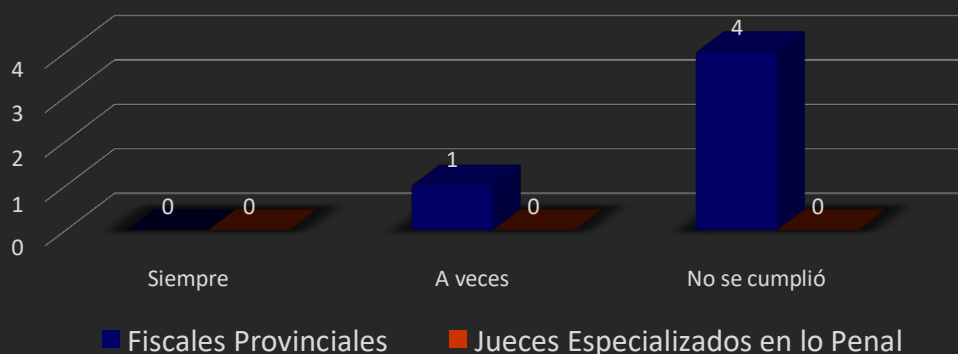 4
4
3
2
1
1
0
0
0
0
0
Siempre
A veces
No se cumplió
Fiscales Provinciales
Jueces Especializados en lo Penal